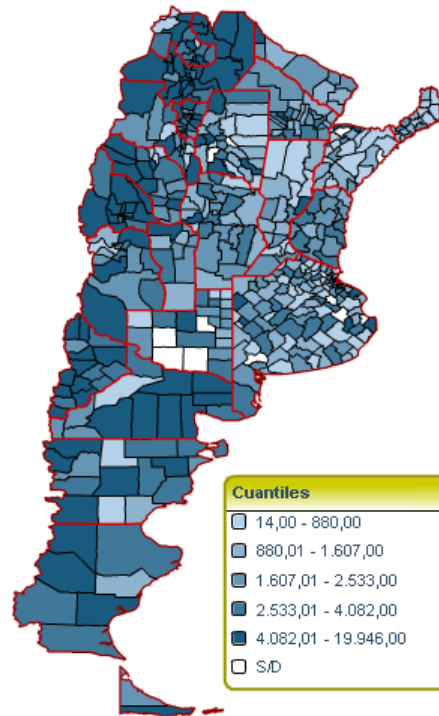 Cuantiles
14,00 - 880,00
880,01 - 1.607,00
1.607,01 - 2.533,00
2.533,01 - 4.082,00
4.082,01 - 19.946,00
S/D